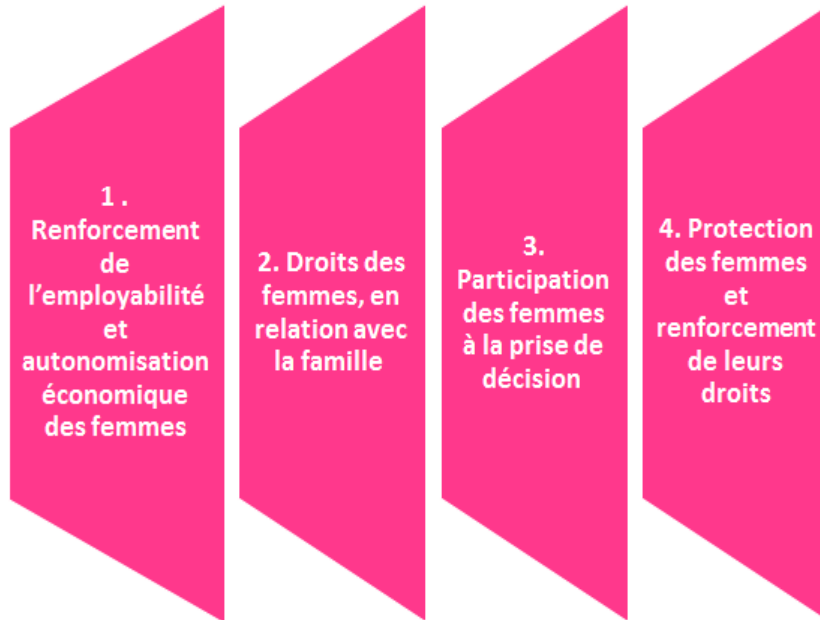 1 .
Renforcement
de
l’employabilité
et
autonomisation
économique
des femmes
2. Droits des
femmes, en
relation avec
la famille
3.
Participation
des femmes
à la prise de
décision
4. Protection
des femmes
et
renforcement
de leurs
droits